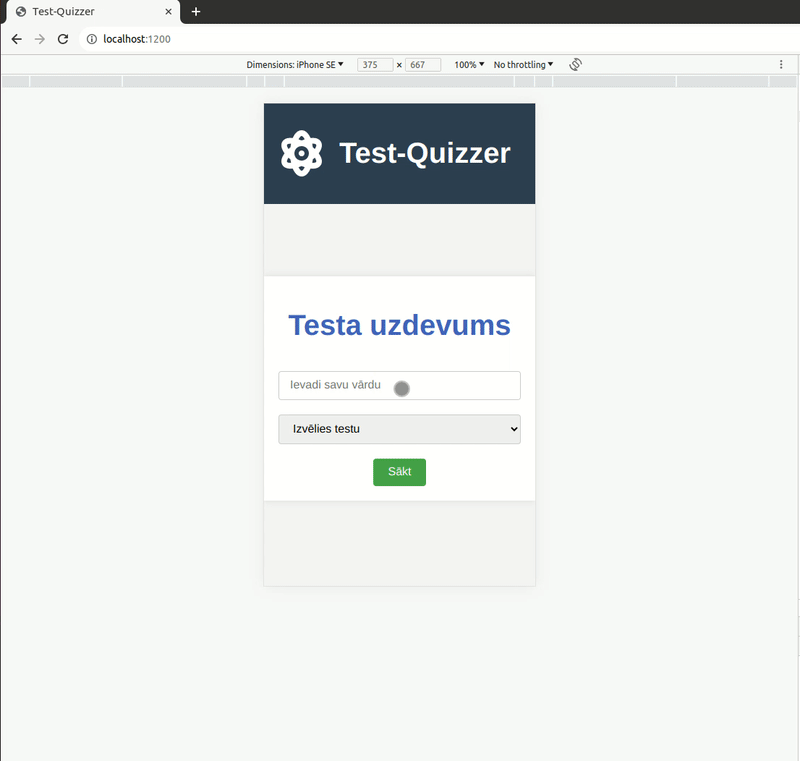 Test-Quizzer
localhost:1200
Dimensions: iPhone SE 375 × 667 100% No throttling
Test-Quizzer
Testa uzdevums
Ievadi savu vārdu
Izvēlies testu
Sākt